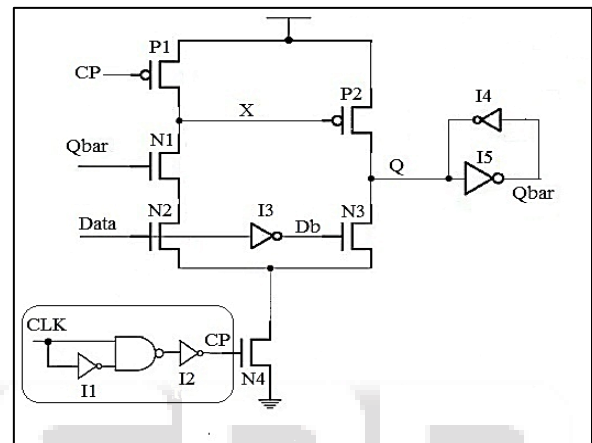 P1
CP
P2
X
I4
Qbar
N1
Q
I5
Qbar
Data
N2
I3
Db
N3
CLK
CP
I1
I2
N4